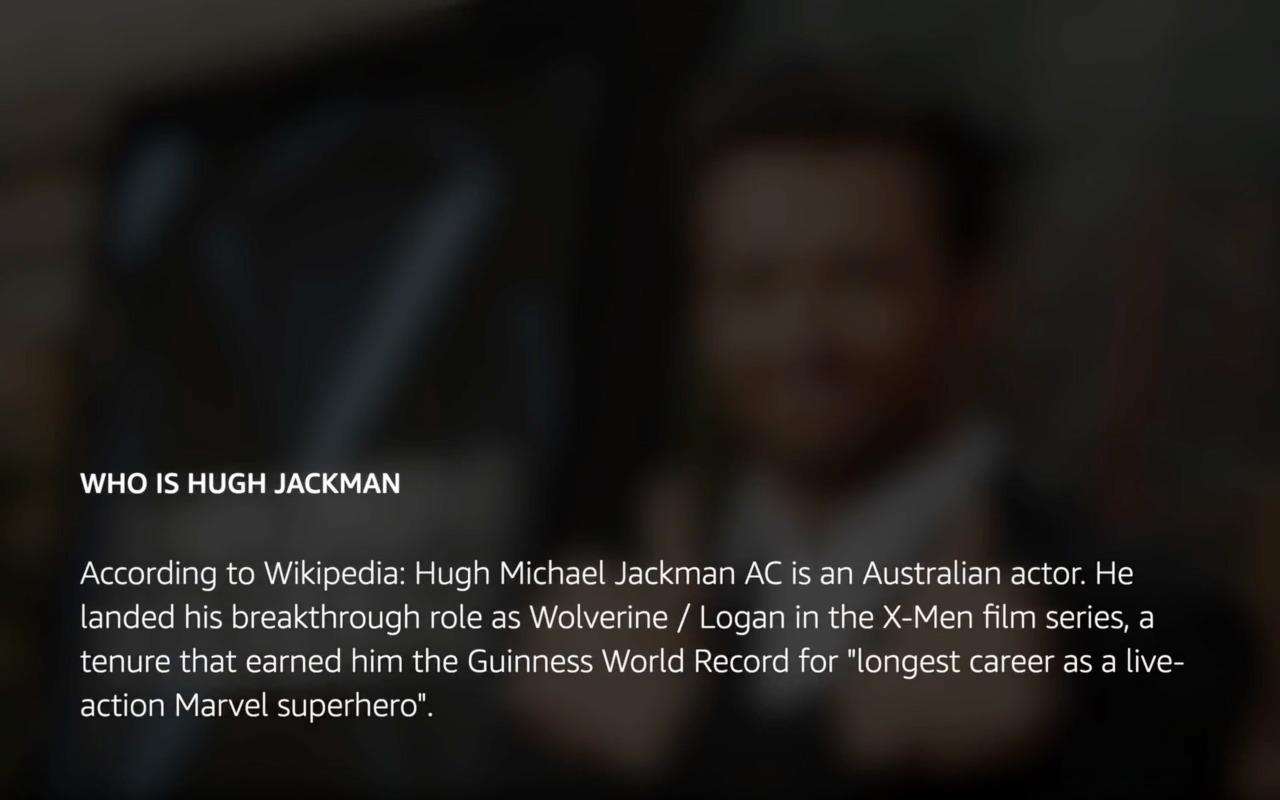 WHO IS HUGH JACKMAN
According to Wikipedia: Hugh Michael Jackman AC is an Australian actor. He
landed his breakthrough role as Wolverine / Logan in the X-Men film series, a
tenure that earned him the Guinness World Record for "longest career as a live-
action Marvel superhero".